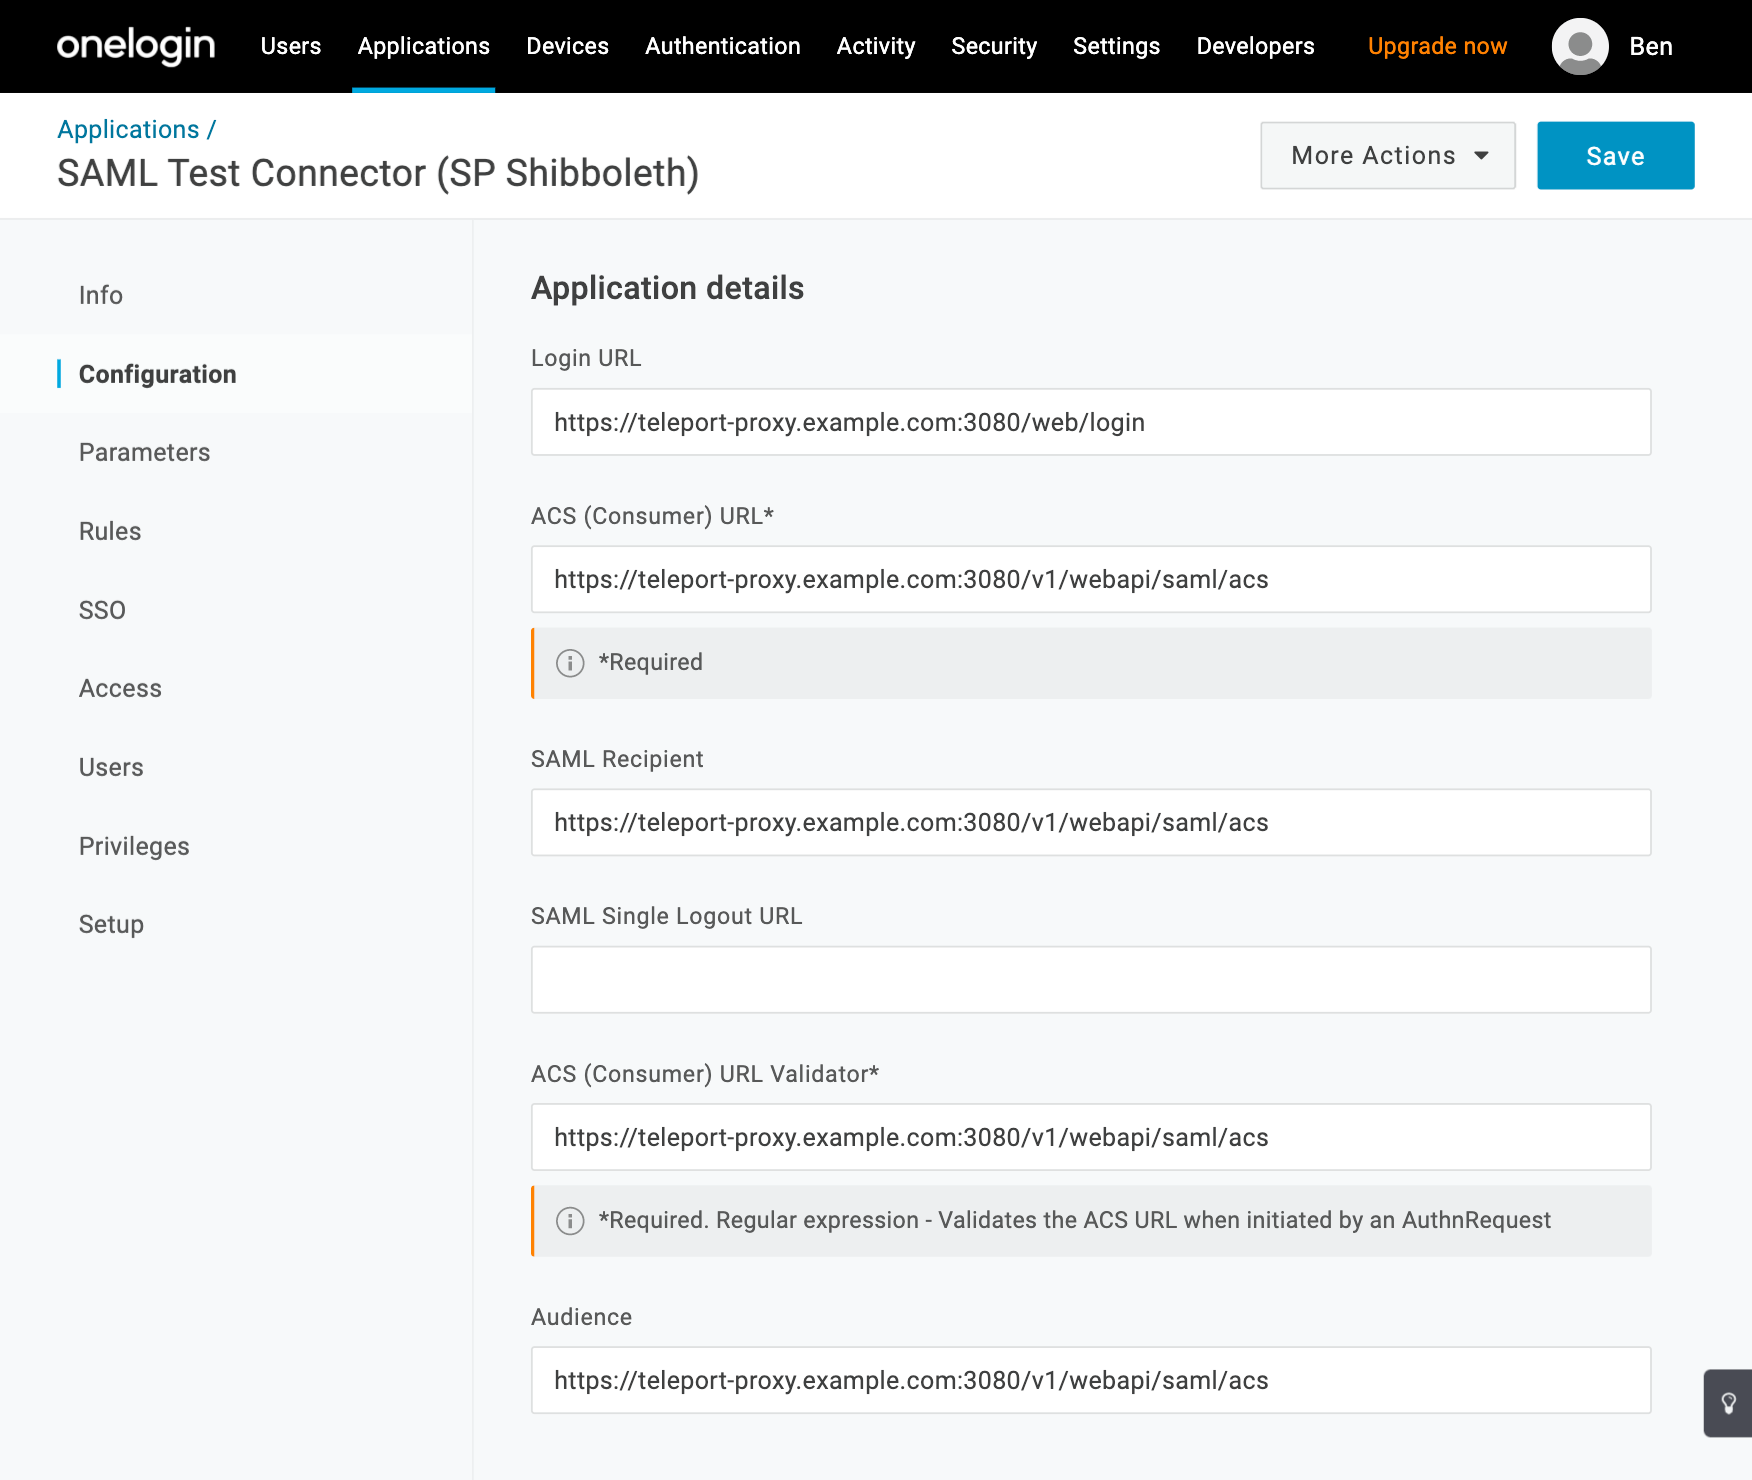 onelogin Users Applications Devices Authentication Activity Security Settings Developers Upgrade now Ben
Applications /
SAML Test Connector (SP Shibboleth)
More Actions
Save
Info
Configuration
Parameters
Rules
SSO
Access
Users
Privileges
Setup
Application details
Login URL
https://teleport-proxy.example.com:3080/web/login
ACS (Consumer) URL*
https://teleport-proxy.example.com:3080/v1/webapi/saml/acs
*Required
SAML Recipient
https://teleport-proxy.example.com:3080/v1/webapi/saml/acs
SAML Single Logout URL
ACS (Consumer) URL Validator*
https://teleport-proxy.example.com:3080/v1/webapi/saml/acs
*Required. Regular expression - Validates the ACS URL when initiated by an AuthnRequest
Audience
https://teleport-proxy.example.com:3080/v1/webapi/saml/acs